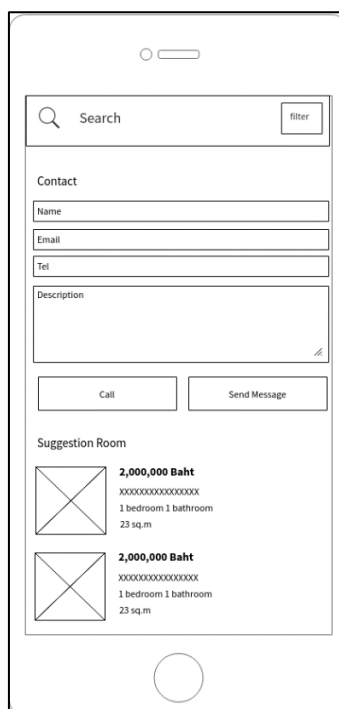 Search
filter
Contact
Name
Email
Tel
Description
Call
Send Message
Suggestion Room
2,000,000 Baht
XXXXXXXXXXXXXXXX
1 bedroom 1 bathroom
23 sq.m
2,000,000 Baht
XXXXXXXXXXXXXXXX
1 bedroom 1 bathroom
23 sq.m